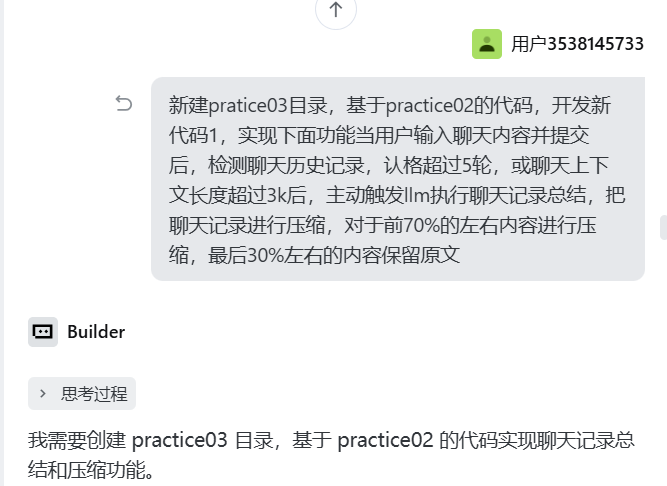 用户3538145733
新建pratice03目录，基于practice02的代码，开发新
代码1，实现下面功能当用户输入聊天内容并提交
后，检测聊天历史记录，认格超过5轮，或聊天上下
文长度超过3k后，主动触发llm执行聊天记录总结，把
聊天记录进行压缩，对于前70%的左右内容进行压
缩，最后30%左右的内容保留原文
Builder
思考过程
我需要创建 practice03 目录，基于 practice02 的代码实现聊天记录总
结和压缩功能。